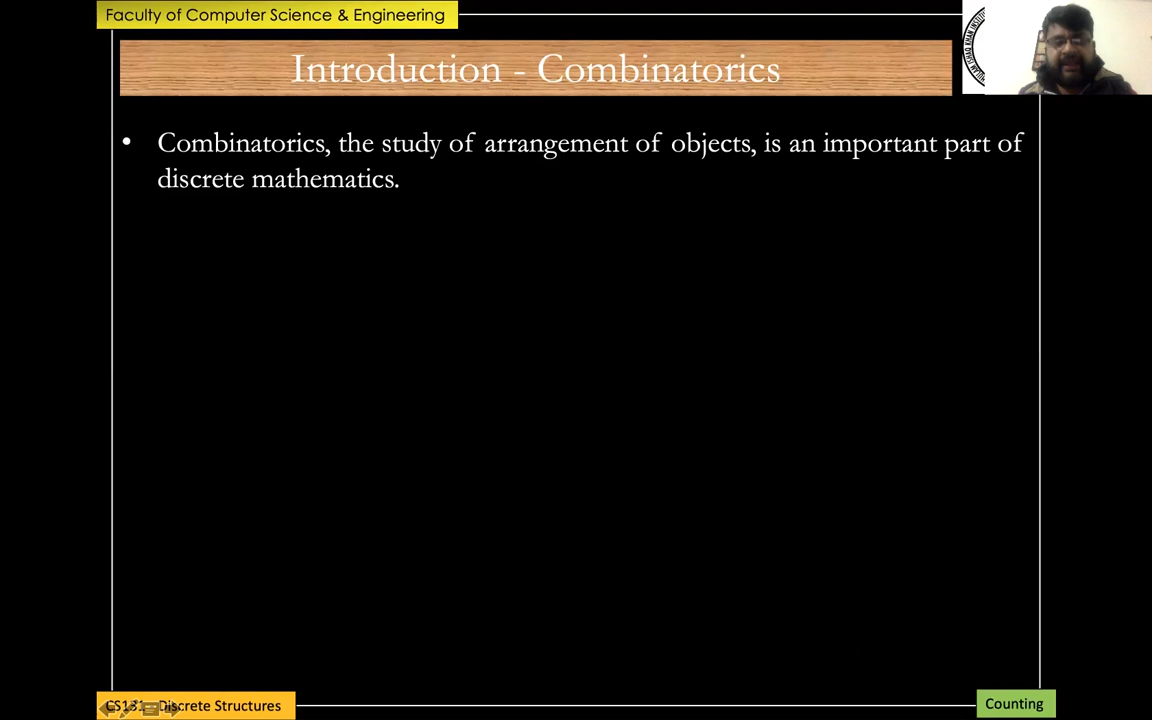 Faculty of Computer Science & Engineering
Introduction - Combinatorics
• Combinatorics, the study of arrangement of objects, is an important part of
discrete mathematics.
CS131 - Discrete Structures
Counting